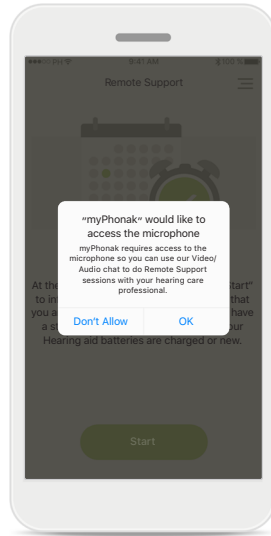 9:41 AM
100 %
Remote Support
“myPhonak“ would like to
access the microphone
myPhonak requires access to the
microphone so you can use our Video/
Audio chat to do Remote Support
sessions with your hearing care
professional.
Don't Allow
OK
At the
Start"
to in
that
you a
have
a s
our
Hearing aid batteries are charged or new.
Start